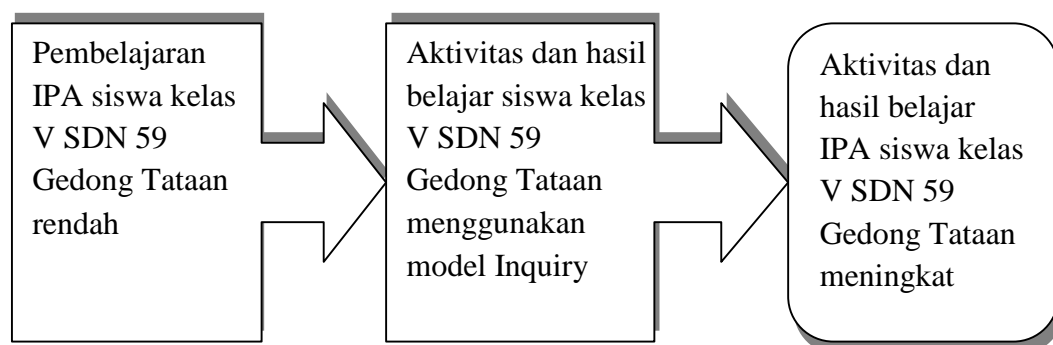 Pembelajaran
IPA siswa kelas
V SDN 59
Gedong Tataan
rendah
Aktivitas dan hasil
belajar siswa kelas
V SDN 59
Gedong Tataan
menggunakan
model Inquiry
Aktivitas dan
hasil belajar
IPA siswa kelas
V SDN 59
Gedong Tataan
meningkat